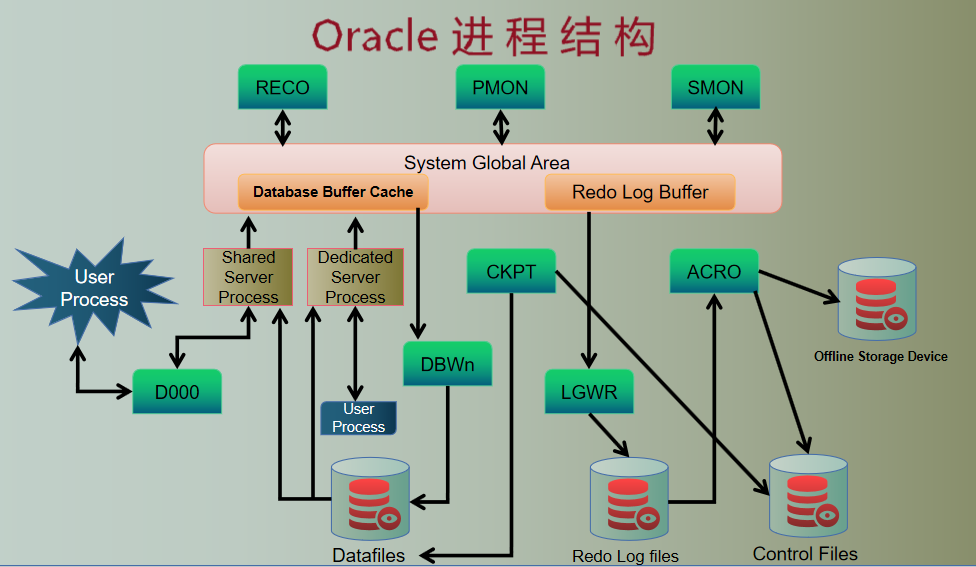 Oracle 进程结构
RECO
PMON
SMON
System Global Area
Database Buffer Cache
Redo Log Buffer
User
Process
Shared
Server
Process
Dedicated
Server
Process
CKPT
ACRO
Offline Storage Device
DBWn
D000
LGWR
User
Process
Datafiles
Redo Log files
Control Files